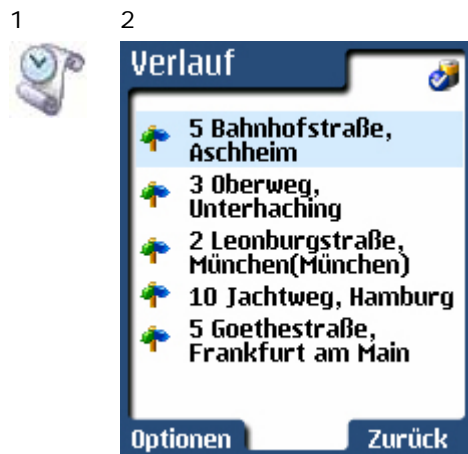 1 2
Verlauf
5 Bahnhofstraße,
Aschheim
3 Oberweg,
Unterhaching
2 Leonburgstraße,
München(München)
10 Jachtweg, Hamburg
5 Goethestraße,
Frankfurt am Main
Optionen Zurück